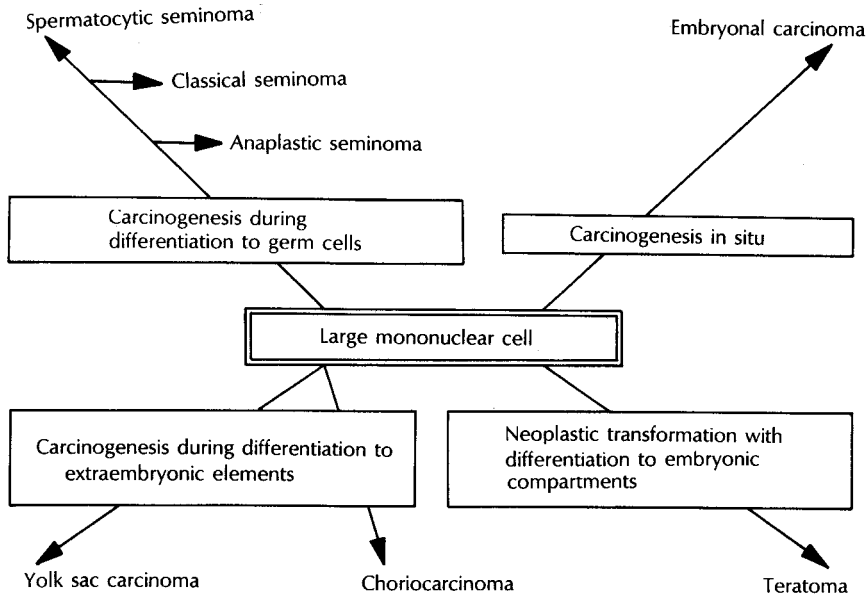 Spermatocytic seminoma
Embryonal carcinoma
Classical seminoma
Anaplastic seminoma
Carcinogenesis during
differentiation to germ cells
Carcinogenesis in situ
Large mononuclear cell
Carcinogenesis during differentiation to
extraembryonic elements
Neoplastic transformation with
differentiation to embryonic
compartments
Yolk sac carcinoma
Choriocarcinoma
Teratoma